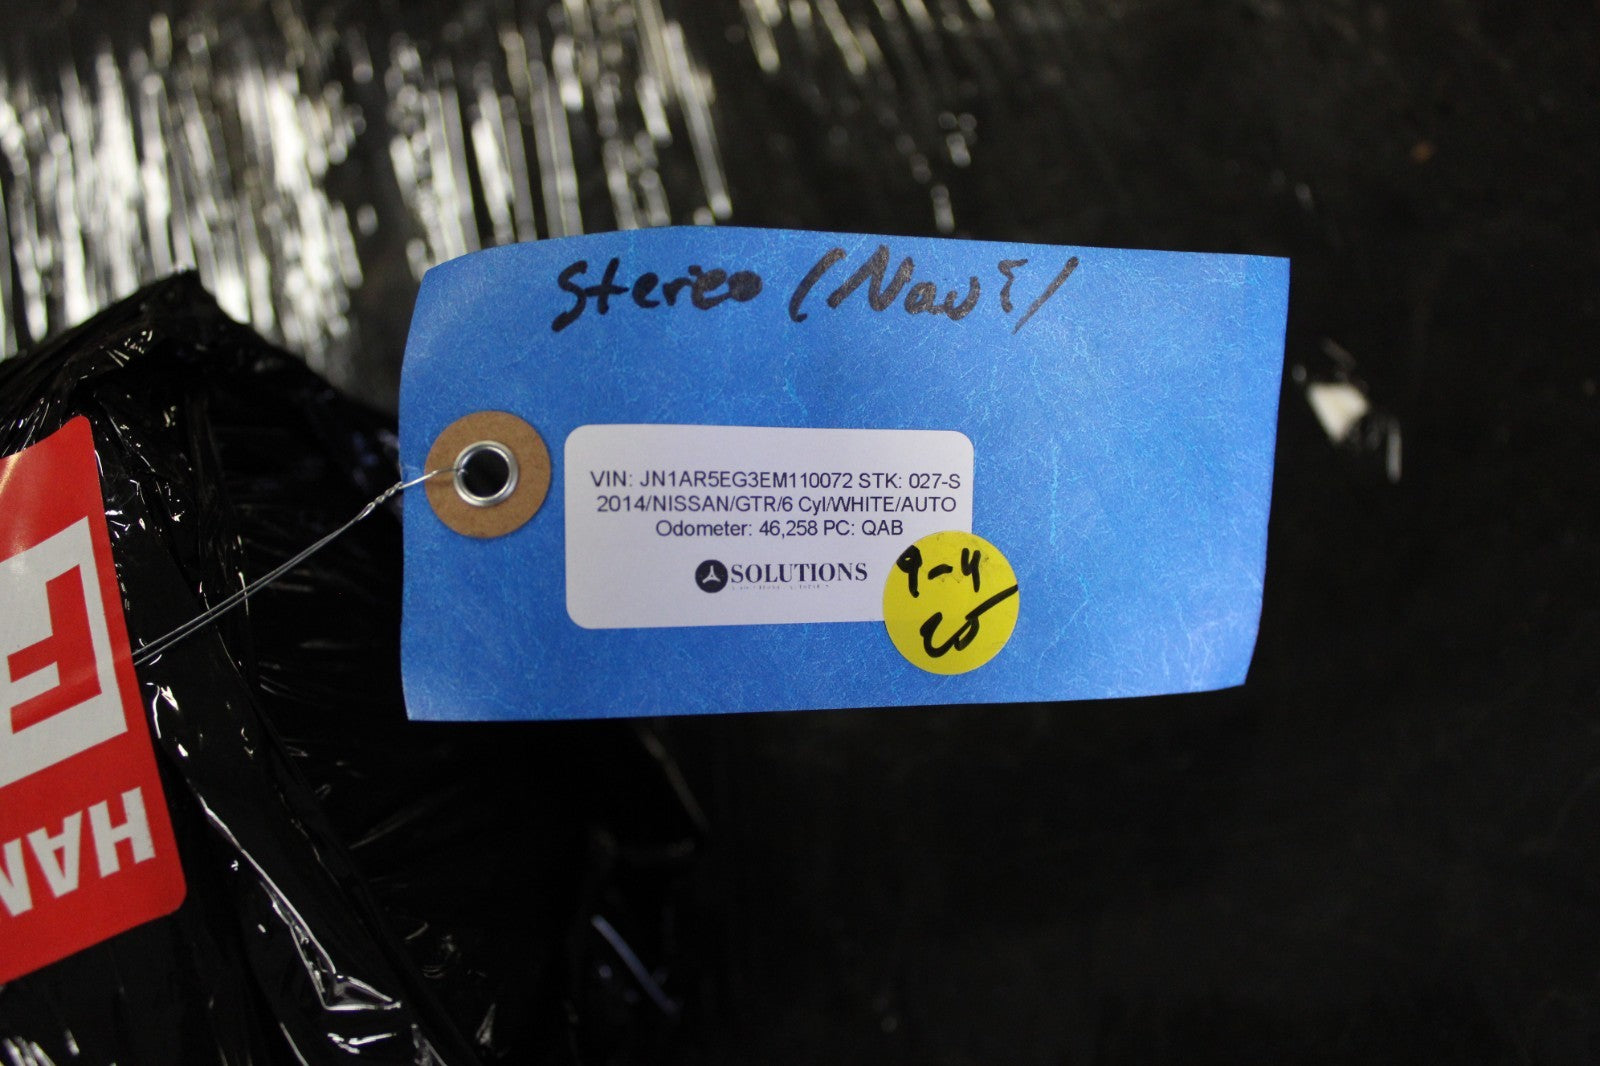 Stereo (Navi)
VIN: JN1AR5EG3EM110072 STK: 027-S
2014/NISSAN/GTR/6 Cyl/WHITE/AUTO
Odometer: 46,258 PC: QAB
SOLUTIONS
9-4
25
HAN